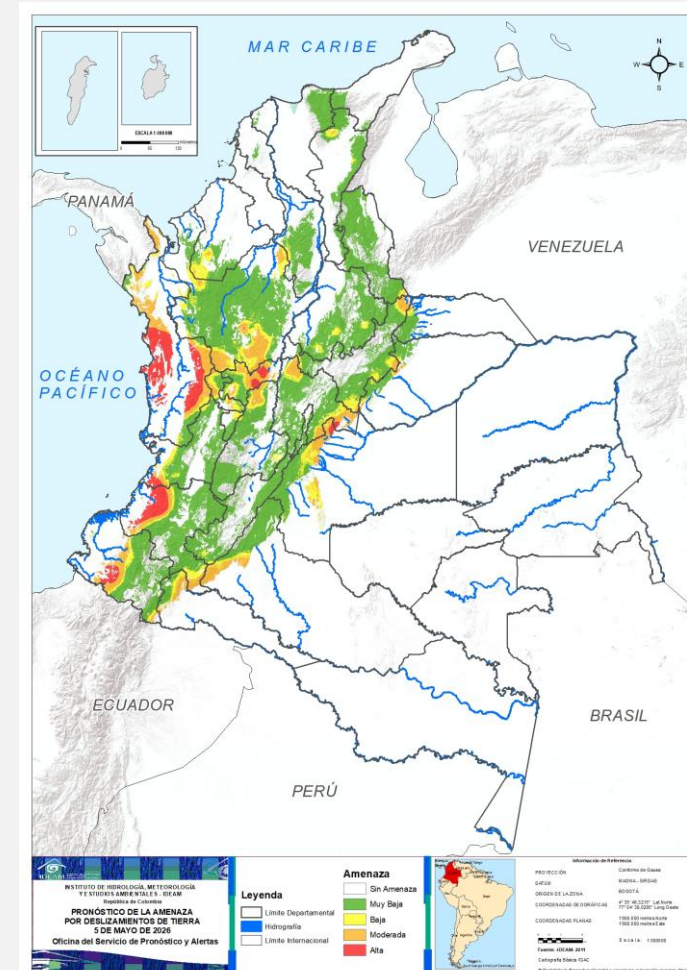 MAR CARIBE
N
W
E
S
ESCALA 1:400.000
PANAMÁ
VENEZUELA
OCÉANO
PACÍFICO
ECUADOR
BRASIL
PERÚ
IDEAM
INSTITUTO DE HIDROLOGÍA, METEOROLOGÍA
Y ESTUDIOS AMBIENTALES - IDEAM
República de Colombia
PRONÓSTICO DE LA AMENAZA
POR DESLIZAMIENTOS DE TIERRA
5 DE MAYO DE 2026
Oficina del Servicio de Pronóstico y Alertas
Leyenda
Límite Departamental
Hidrografía
Límite Internacional
Amenaza
Sin Amenaza
Muy Baja
Baja
Moderada
Alta
Información de Referencia
PROYECCIÓN Conforme de Gauss
DATUM MAGNA - SIRGAS
ORIGEN DE LA ZONA BOGOTÁ
COORDENADAS GEOGRÁFICAS
COORDENADAS PLANAS
Fuente: IDEAM, 2011
Cartografía Básica IGAC